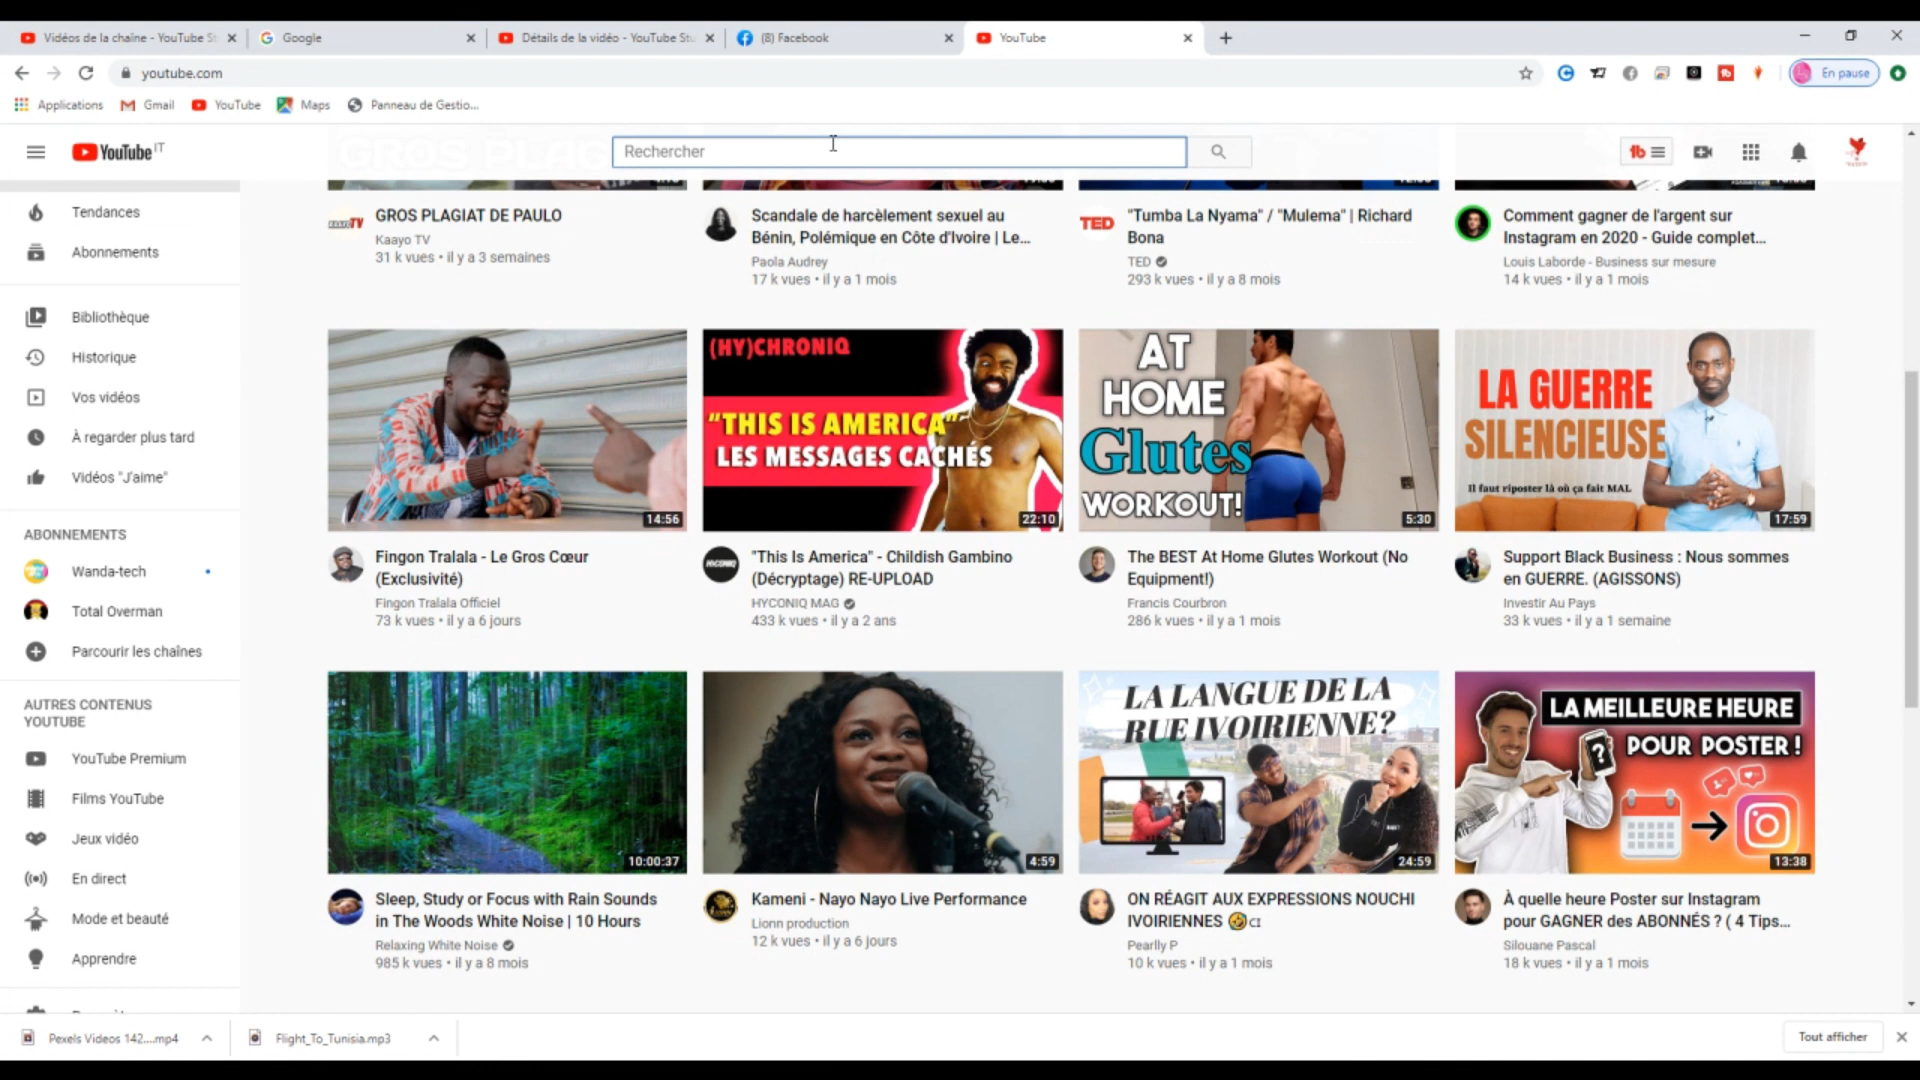 Vidéos de la chaîne - YouTube St
Google
Détails de la vidéo - YouTube Stu
(8) Facebook
YouTube
youtube.com
En pause
Applications
Gmail
YouTube
Maps
Panneau de Gestio...
YouTube IT
Rechercher
Tendances
Abonnements
Bibliothèque
Historique
Vos vidéos
À regarder plus tard
Vidéos "J'aime"
ABONNEMENTS
Wanda-tech
Total Overman
Parcourir les chaînes
AUTRES CONTENUS
YOUTUBE
YouTube Premium
Films YouTube
Jeux vidéo
En direct
Mode et beauté
Apprendre
GROS PLAGIAT DE PAULO
Kaayo TV
31 k vues • il y a 3 semaines
Scandale de harcèlement sexuel au
Bénin, Polémique en Côte d'Ivoire | Le...
Paola Audrey
17 k vues • il y a 1 mois
TED
"Tumba La Nyama" / "Mulema" | Richard
Bona
TED
293 k vues • il y a 8 mois
Comment gagner de l'argent sur
Instagram en 2020 - Guide complet...
Louis Laborde - Business sur mesure
14 k vues • il y a 1 mois
14:56
Fingon Tralala - Le Gros Cœur
(Exclusivité)
Fingon Tralala Officiel
73 k vues • il y a 6 jours
(HY)CHRONIQ
"THIS IS AMERICA"
LES MESSAGES CACHÉS
22:10
"This Is America" - Childish Gambino
(Décryptage) RE-UPLOAD
HYCONIQ MAG
433 k vues • il y a 2 ans
AT
HOME
Glutes
WORKOUT!
5:30
The BEST At Home Glutes Workout (No
Equipment!)
Francis Courbron
286 k vues • il y a 1 mois
LA GUERRE
SILENCIEUSE
Il faut riposter là où ça fait MAL
17:59
Support Black Business : Nous sommes
en GUERRE. (AGISSONS)
Investir Au Pays
33 k vues • il y a 1 semaine
10:00:37
Sleep, Study or Focus with Rain Sounds
in The Woods White Noise | 10 Hours
Relaxing White Noise
985 k vues • il y a 8 mois
4:59
Kameni - Nayo Nayo Live Performance
Lionn production
12 k vues • il y a 6 jours
LA LANGUE DE LA
RUE IVOIRIENNE?
24:59
ON RÉAGIT AUX EXPRESSIONS NOUCHI
IVOIRIENNES 🤣CI
Pearlly P
10 k vues • il y a 1 mois
LA MEILLEURE HEURE
POUR POSTER !
?
13:38
À quelle heure Poster sur Instagram
pour GAGNER des ABONNÉS ? ( 4 Tips...
Silouane Pascal
18 k vues • il y a 1 mois
Pexels Videos 142....mp4
Flight_To_Tunisia.mp3
Tout afficher